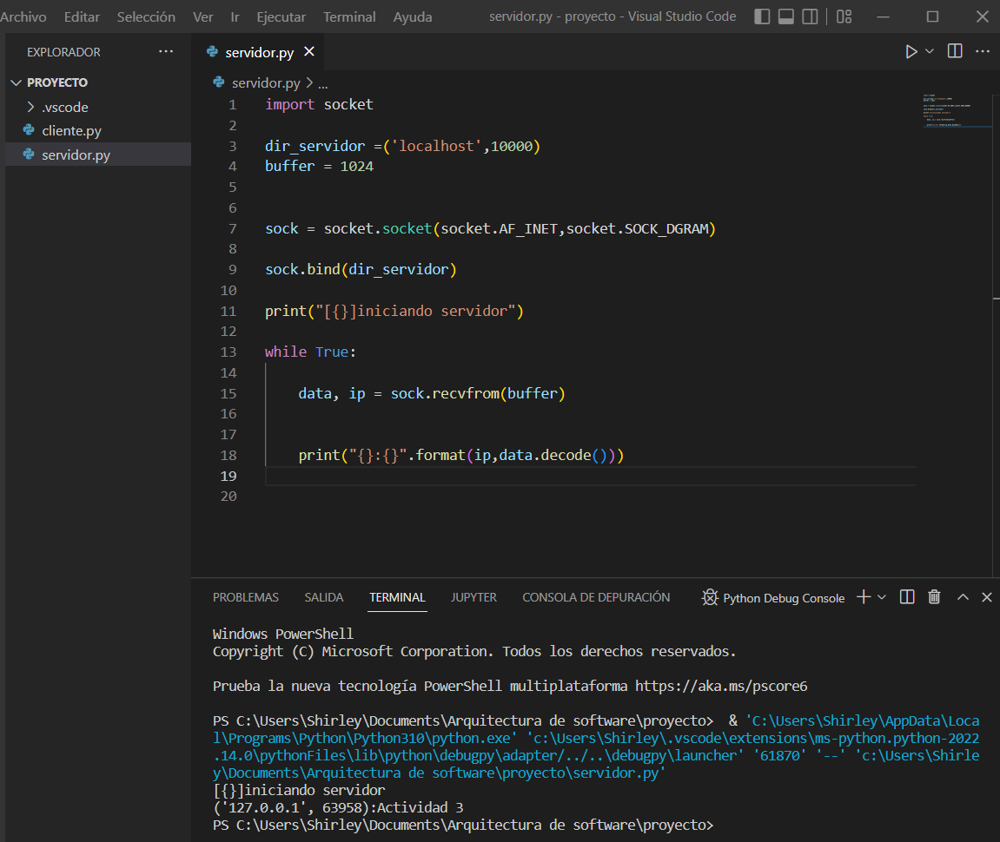 Archivo Editar Selección Ver Ir Ejecutar Terminal Ayuda servidor.py - proyecto - Visual Studio Code
EXPLORADOR ···
PROYECTO
.vscode
cliente.py
servidor.py
servidor.py
servidor.py > ...
1 import socket
2
3 dir_servidor =('localhost',10000)
4 buffer = 1024
5
6
7 sock = socket.socket(socket.AF_INET,socket.SOCK_DGRAM)
8
9 sock.bind(dir_servidor)
10
11 print("[{}]iniciando servidor")
12
13 while True:
14
15 data, ip = sock.recvfrom(buffer)
16
17
18 print("{}:{}".format(ip,data.decode()))
19
20
PROBLEMAS SALIDA TERMINAL JUPYTER CONSOLA DE DEPURACIÓN Python Debug Console
Windows PowerShell
Copyright (C) Microsoft Corporation. Todos los derechos reservados.
Prueba la nueva tecnología PowerShell multiplataforma https://aka.ms/pscore6
PS C:\Users\Shirley\Documents\Arquitectura de software\proyecto>  & 'C:\Users\Shirley\AppData\Loca
l\Programs\Python\Python310\python.exe' 'c:\Users\Shirley\.vscode\extensions\ms-python.python-2022
.14.0\pythonFiles\lib\python\debugpy\adapter/../..\debugpy\launcher' '61870' '--' 'c:\Users\Shirle
y\Documents\Arquitectura de software\proyecto\servidor.py'
[{}]iniciando servidor
('127.0.0.1', 63958):Actividad 3
PS C:\Users\Shirley\Documents\Arquitectura de software\proyecto>